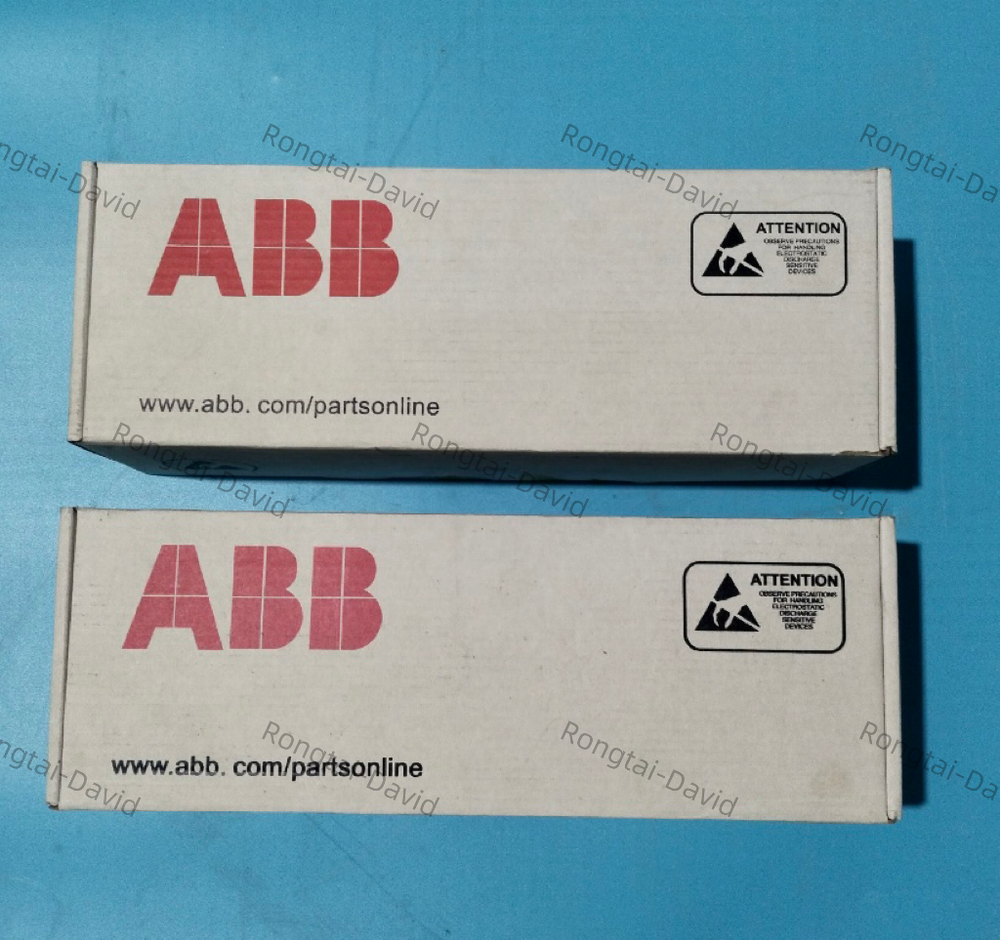 Rongtai-David
Rongtai-David
Rongtai-David
Rongtai-David
ABB
ATTENTION
OBSERVE PRECAUTIONS
FOR HANDLING
ELECTROSTATIC
DISCHARGE
SENSITIVE
DEVICES
www.abb. com/partsonline
Rongtai-David
Rongtai-David
Rongtai-David
ABB
ATTENTION
OBSERVE PRECAUTIONS
FOR HANDLING
ELECTROSTATIC
DISCHARGE
SENSITIVE
DEVICES
www.abb. com/partsonline
Rongtai-David
Rongtai-David
Rongtai-David
Rongtai-Da